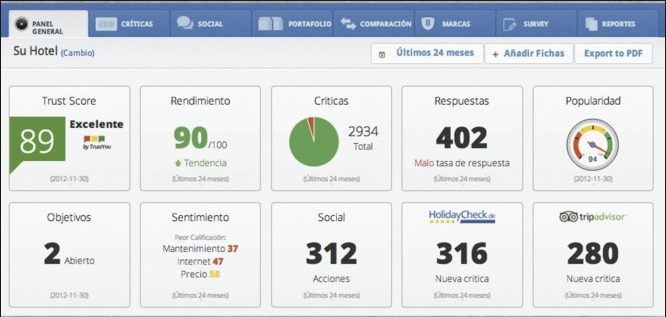 PANEL
GENERAL
CRÍTICAS
SOCIAL
PORTAFOLIO
COMPARACIÓN
MARCAS
SURVEY
REPORTES
Su Hotel (Cambio)
Últimos 24 meses
+ Añadir Fichas
Export to PDF
Trust Score
89
Excelente
by TrustYou
(2012-11-30)
Rendimiento
90/100
Tendencia
(Últimos 24 meses)
Criticas
2934
Total
(Últimos 24 meses)
Respuestas
402
Malo tasa de respuesta
(Últimos 24 meses)
Popularidad
94
(2012-11-30)
Objetivos
2 Abierto
(2012-11-30)
Sentimiento
Peor Calificación:
Mantenimiento 37
Internet 47
Precio 58
(Últimos 24 meses)
Social
312
Acciones
(Últimos 24 meses)
HolidayCheck.de
316
Nueva critica
(Últimos 24 meses)
tripadvisor
280
Nueva critica
(Últimos 24 meses)